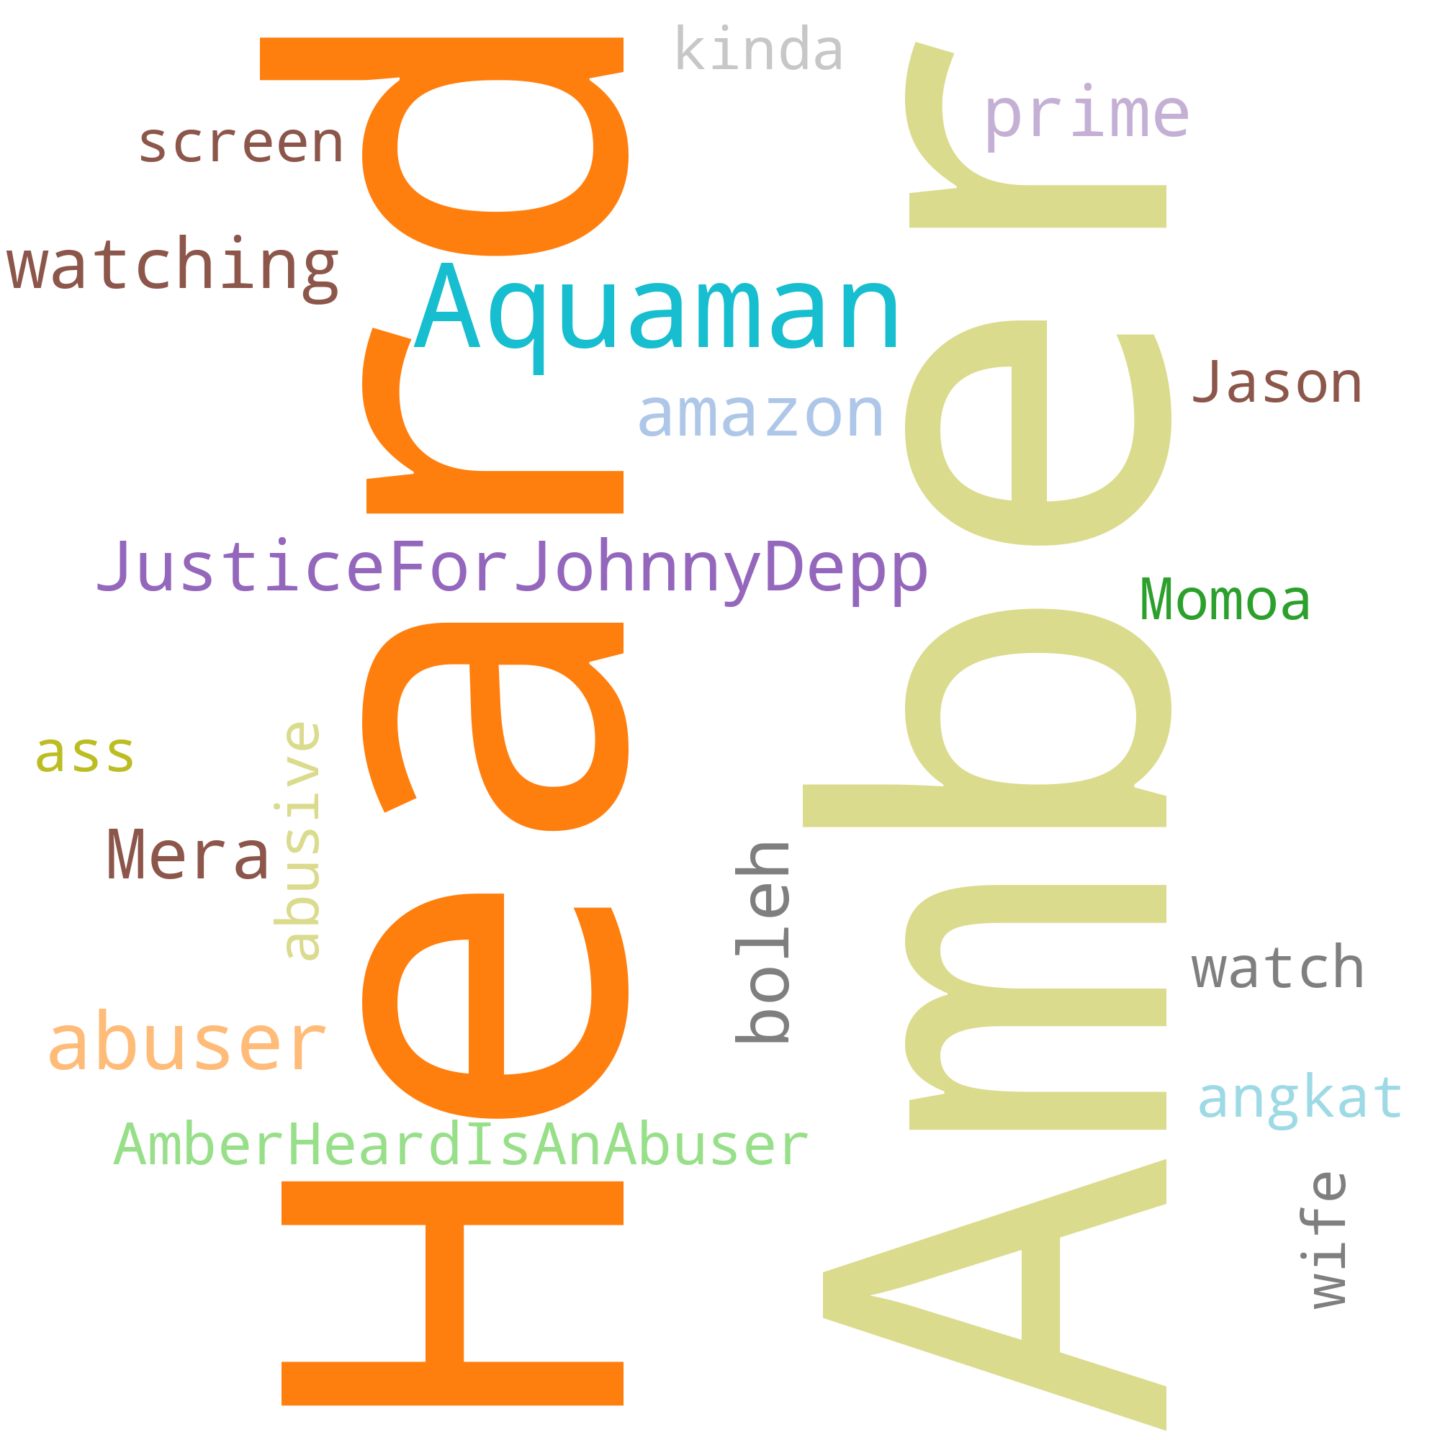 kinda
prime
screen
watching
Aquaman
Jason
amazon
JusticeForJohnnyDepp
Momoa
Heard
Amber
ass
abusive
Mera
boleh
watch
abuser
angkat
AmberHeardIsAnAbuser
wife